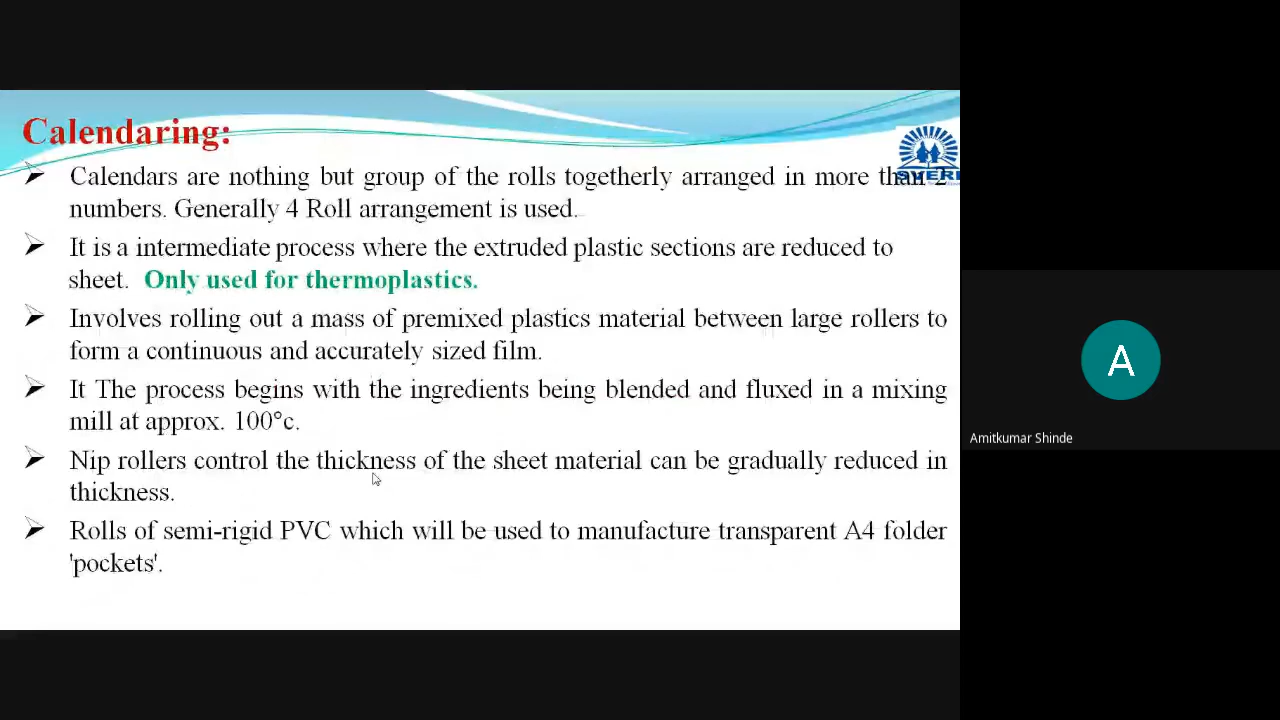 Calendaring:
Calendars are nothing but group of the rolls togetherly arranged in more than 2
numbers. Generally 4 Roll arrangement is used.
It is a intermediate process where the extruded plastic sections are reduced to
sheet. Only used for thermoplastics.
Involves rolling out a mass of premixed plastics material between large rollers to
form a continuous and accurately sized film.
It The process begins with the ingredients being blended and fluxed in a mixing
mill at approx. 100°c.
Nip rollers control the thickness of the sheet material can be gradually reduced in
thickness.
Rolls of semi-rigid PVC which will be used to manufacture transparent A4 folder
'pockets'.
SVERI
A
Amitkumar Shinde